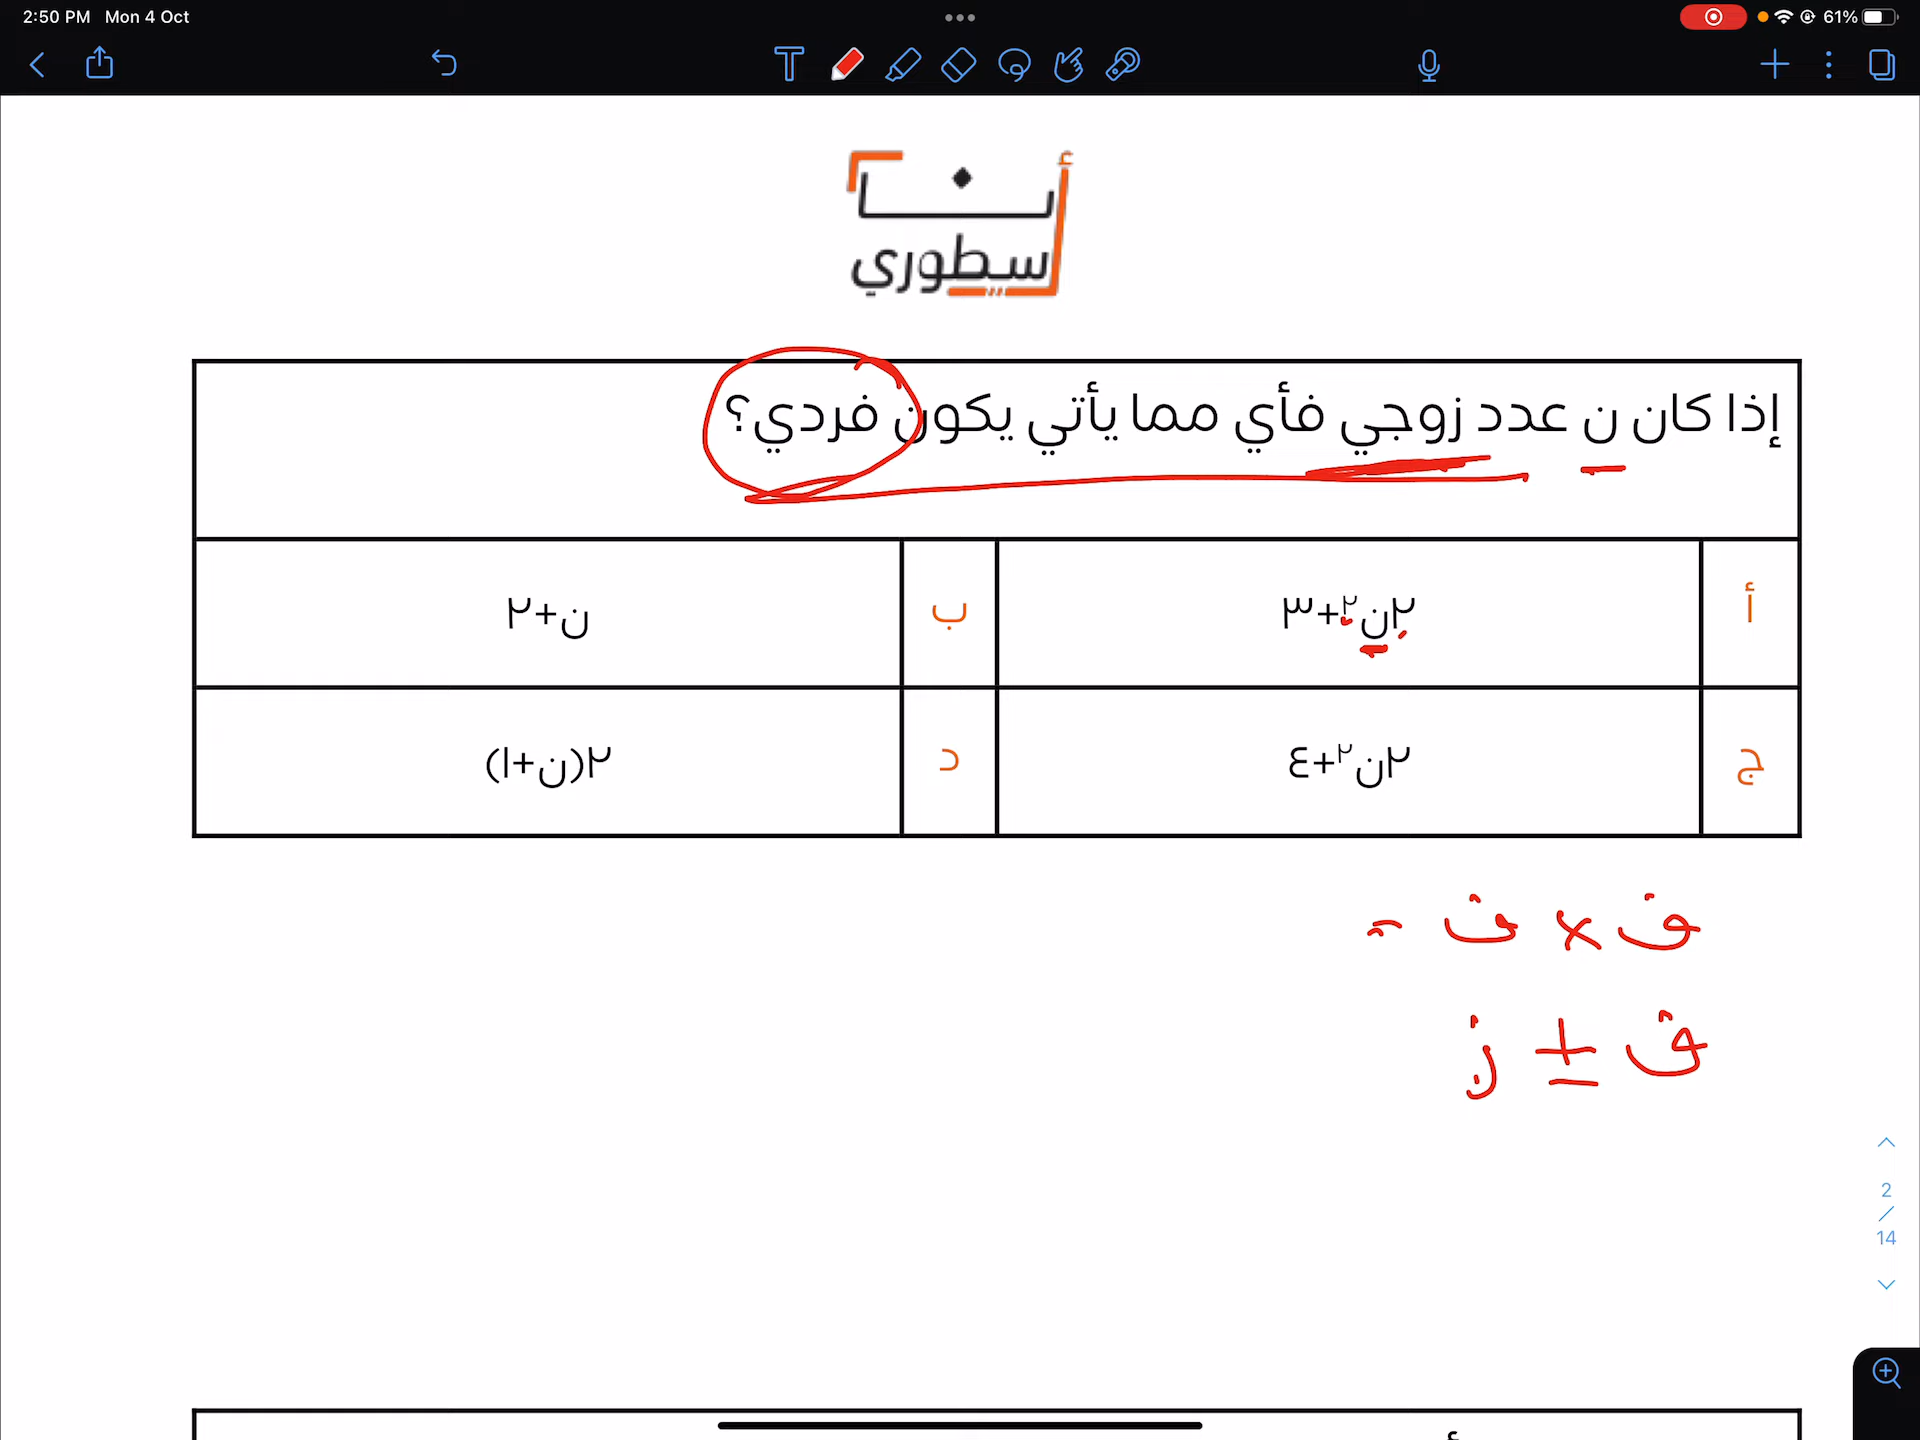 2:50 PM Mon 4 Oct
61%
أنا
أسطوري
إذا كان ن عدد زوجي فأي مما يأتي يكون فردي؟
أ
٢ن٢+٣
ب
ن+٢
ج
٢ن٢+٤
د
٢(ن+١)
ف × ف =
ف ± ز
2
/
14